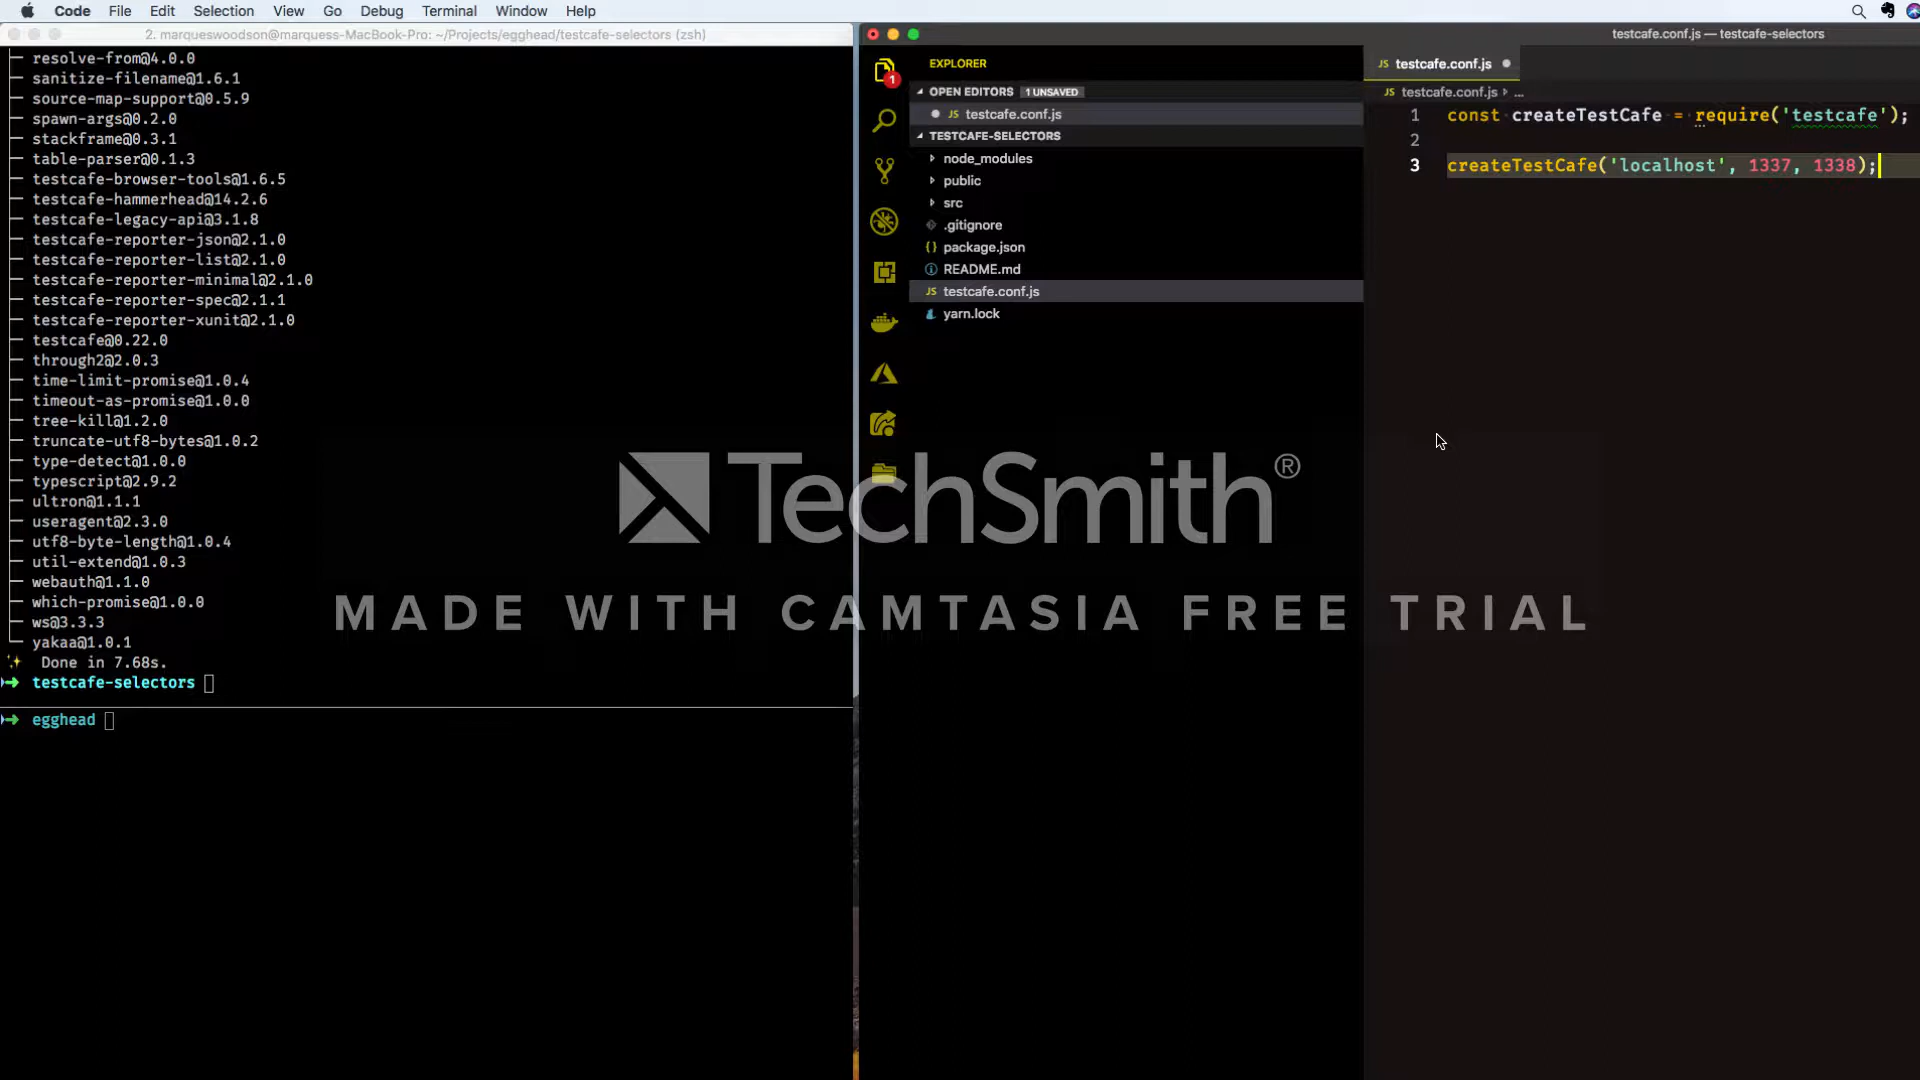 Code File Edit Selection View Go Debug Terminal Window Help
2. marqueswoodson@marquess-MacBook-Pro: ~/Projects/egghead/testcafe-selectors (zsh)
resolve-from@4.0.0
sanitize-filename@1.6.1
source-map-support@0.5.9
spawn-args@0.2.0
stackframe@0.3.1
table-parser@0.1.3
testcafe-browser-tools@1.6.5
testcafe-hammerhead@14.2.6
testcafe-legacy-api@3.1.8
testcafe-reporter-json@2.1.0
testcafe-reporter-list@2.1.0
testcafe-reporter-minimal@2.1.0
testcafe-reporter-spec@2.1.1
testcafe-reporter-xunit@2.1.0
testcafe@0.22.0
through2@2.0.3
time-limit-promise@1.0.4
timeout-as-promise@1.0.0
tree-kill@1.2.0
truncate-utf8-bytes@1.0.2
type-detect@1.0.0
typescript@2.9.2
ultron@1.1.1
useragent@2.3.0
utf8-byte-length@1.0.4
util-extend@1.0.3
webauth@1.1.0
which-promise@1.0.0
ws@3.3.3
yakaa@1.0.1
✨ Done in 7.68s.
➜ testcafe-selectors
➜ egghead
testcafe.conf.js — testcafe-selectors
1
EXPLORER
OPEN EDITORS 1 UNSAVED
JS testcafe.conf.js
TESTCAFE-SELECTORS
node_modules
public
src
.gitignore
{} package.json
README.md
JS testcafe.conf.js
yarn.lock
JS testcafe.conf.js
JS testcafe.conf.js › ...
1 const createTestCafe = require('testcafe');
2
3 createTestCafe('localhost', 1337, 1338);
TechSmith®
MADE WITH CAMTASIA FREE TRIAL